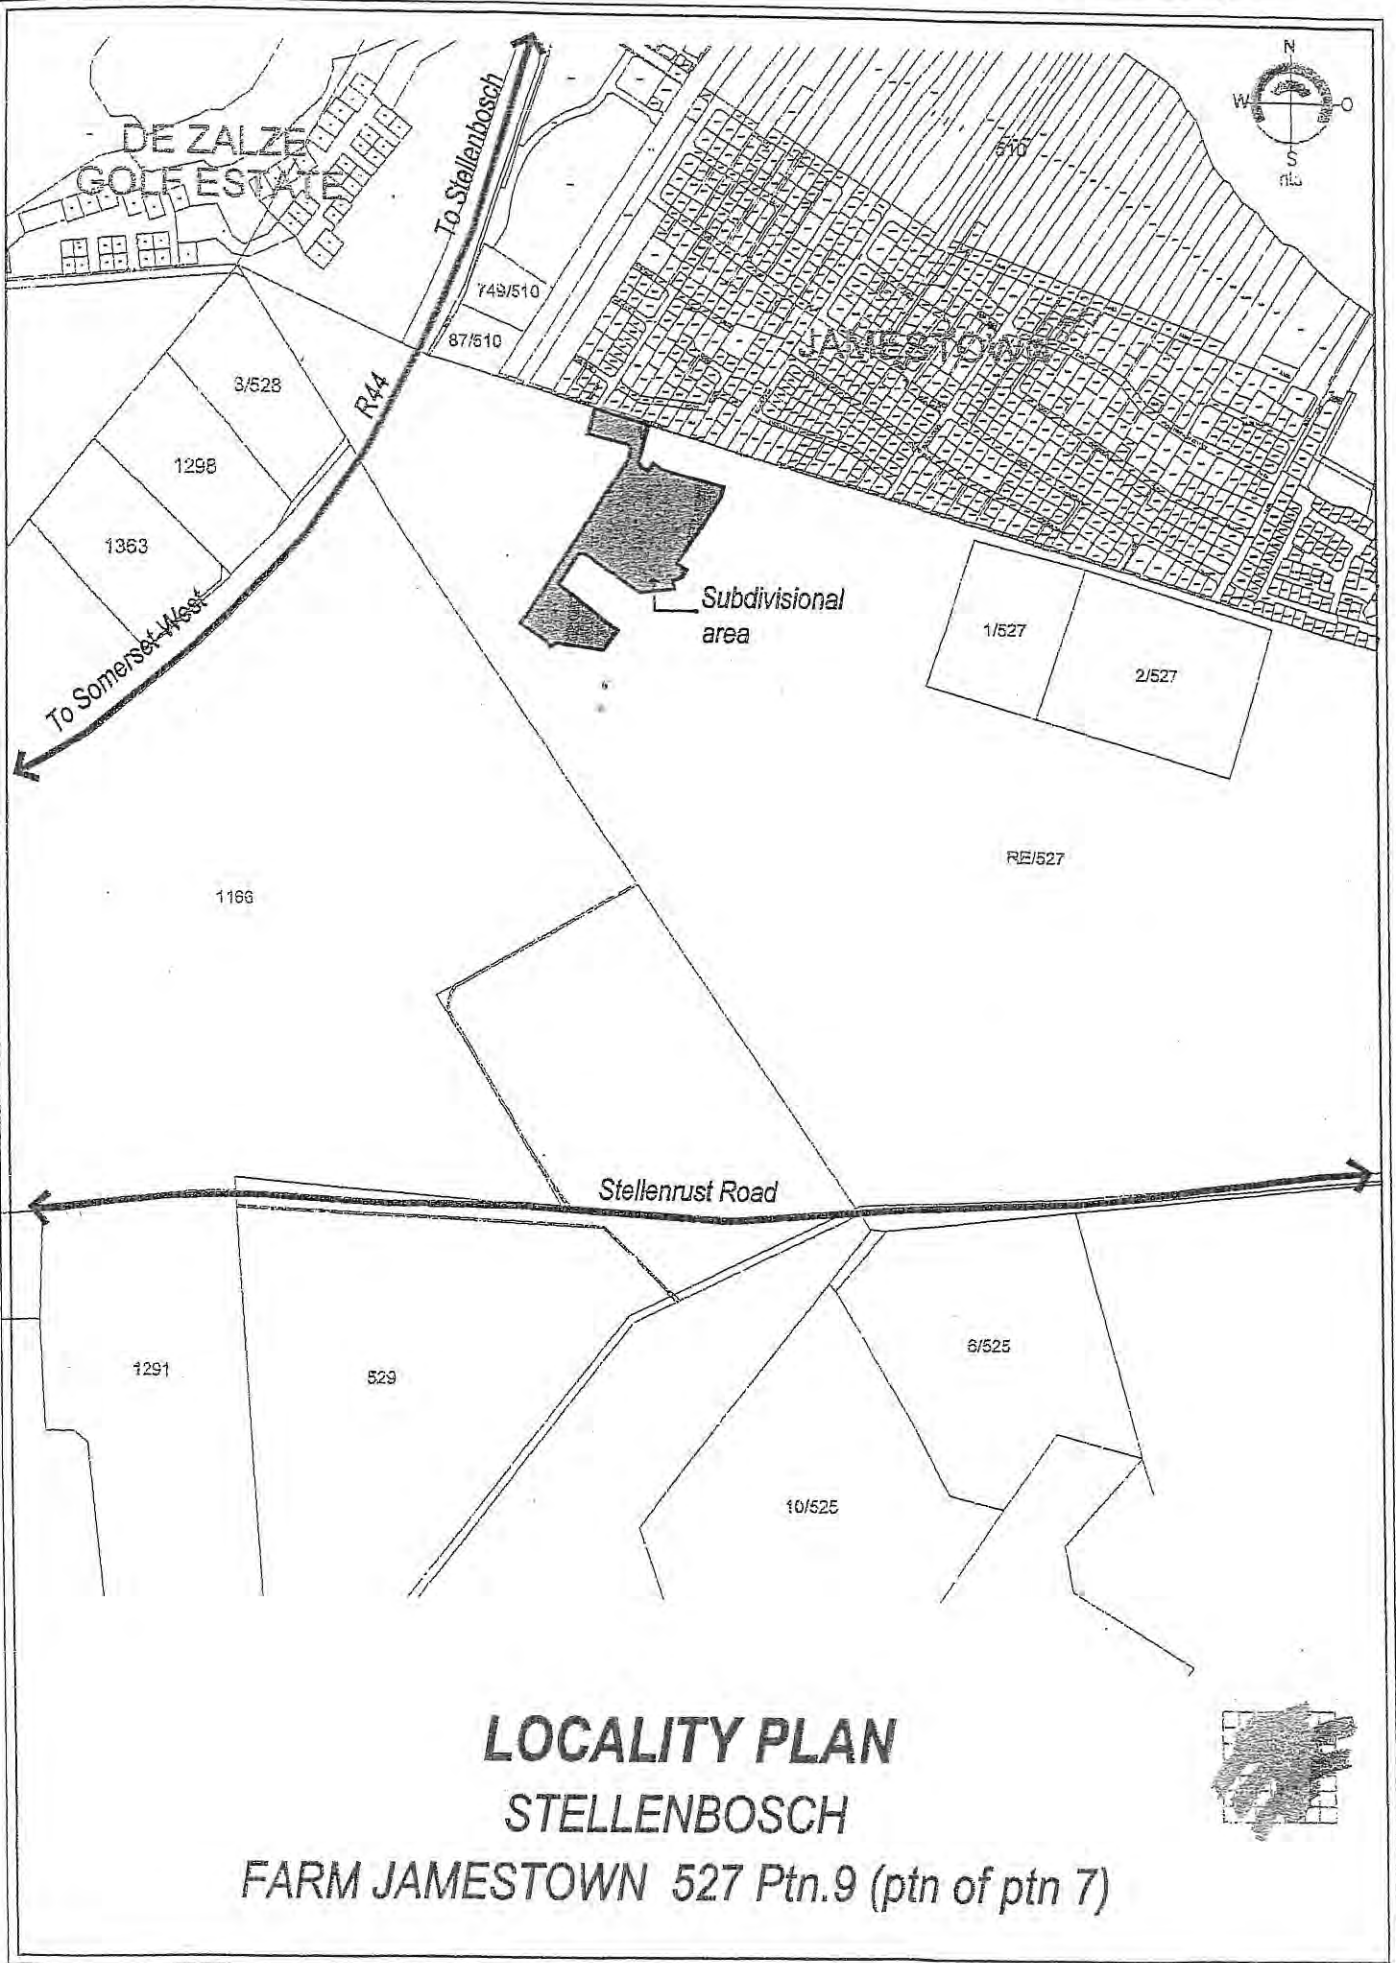 N
W
O
S
DE ZALZE
GOLF ESTATE
To Stellenbosch
510
749/510
87/510
JAMESTOWN
3/528
R44
1298
1363
To Somerset West
Subdivisional
area
1/527
2/527
RE/527
1166
Stellenrust Road
1291
529
6/525
10/525
LOCALITY PLAN
STELLENBOSCH
FARM JAMESTOWN 527 Ptn.9 (ptn of ptn 7)